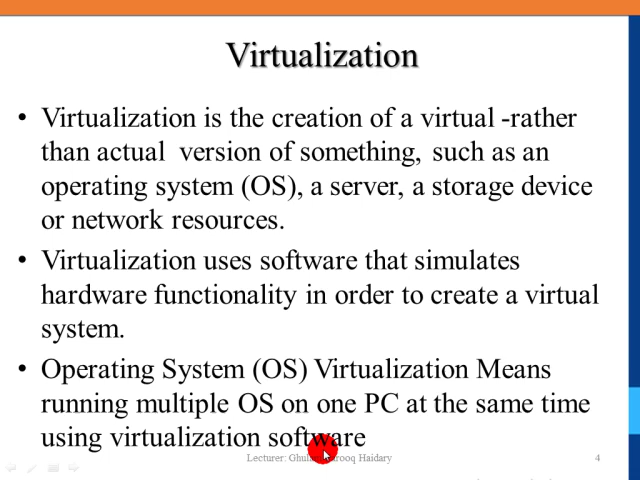 Virtualization
• Virtualization is the creation of a virtual -rather
than actual version of something, such as an
operating system (OS), a server, a storage device
or network resources.
• Virtualization uses software that simulates
hardware functionality in order to create a virtual
system.
• Operating System (OS) Virtualization Means
running multiple OS on one PC at the same time
using virtualization software
Lecturer: Haidary 4